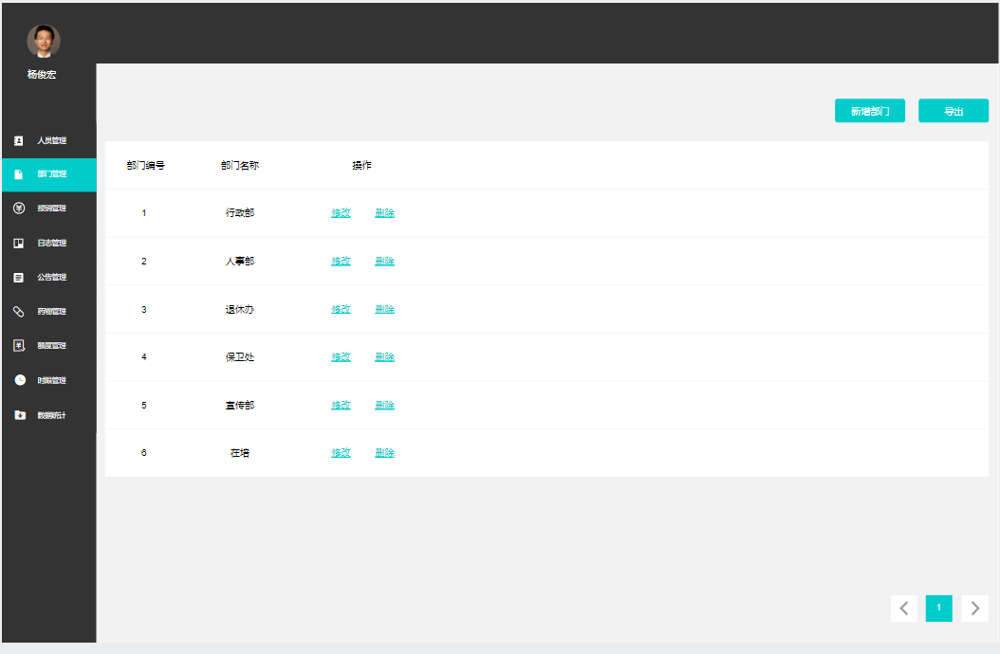 杨俊宏
新增部门 导出
人员管理
部门管理
报销管理
日志管理
公告管理
药物管理
额度管理
时限管理
数据统计
部门编号 部门名称 操作
1 行政部 修改 删除
2 人事部 修改 删除
3 退休办 修改 删除
4 保卫处 修改 删除
5 宣传部 修改 删除
6 在培 修改 删除
1